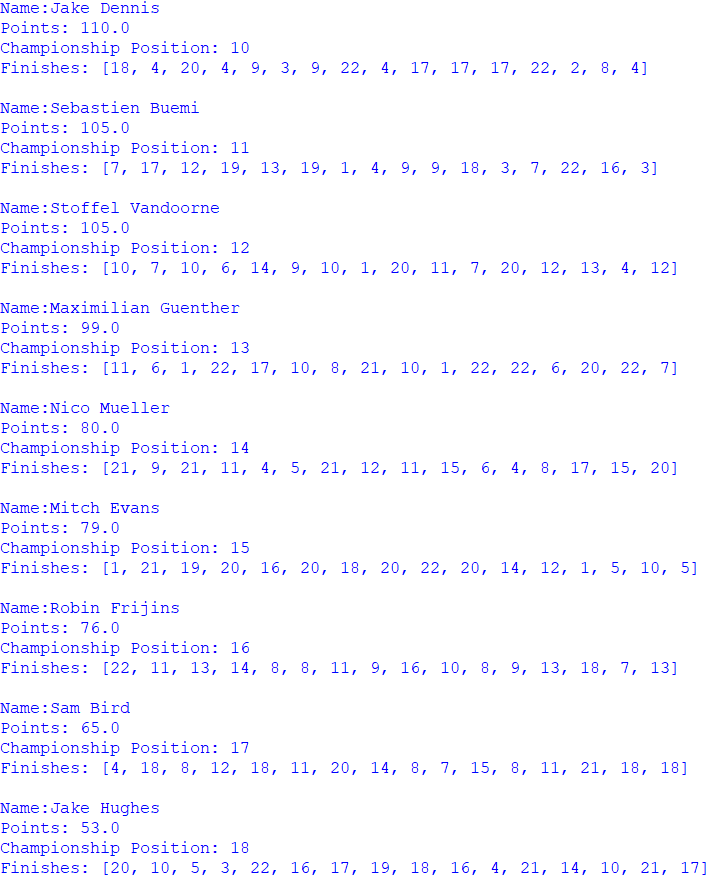 Name:Jake Dennis
Points: 110.0
Championship Position: 10
Finishes: [18, 4, 20, 4, 9, 3, 9, 22, 4, 17, 17, 17, 22, 2, 8, 4]
Name:Sebastien Buemi
Points: 105.0
Championship Position: 11
Finishes: [7, 17, 12, 19, 13, 19, 1, 4, 9, 9, 18, 3, 7, 22, 16, 3]
Name:Stoffel Vandoorne
Points: 105.0
Championship Position: 12
Finishes: [10, 7, 10, 6, 14, 9, 10, 1, 20, 11, 7, 20, 12, 13, 4, 12]
Name:Maximilian Guenther
Points: 99.0
Championship Position: 13
Finishes: [11, 6, 1, 22, 17, 10, 8, 21, 10, 1, 22, 22, 6, 20, 22, 7]
Name:Nico Mueller
Points: 80.0
Championship Position: 14
Finishes: [21, 9, 21, 11, 4, 5, 21, 12, 11, 15, 6, 4, 8, 17, 15, 20]
Name:Mitch Evans
Points: 79.0
Championship Position: 15
Finishes: [1, 21, 19, 20, 16, 20, 18, 20, 22, 20, 14, 12, 1, 5, 10, 5]
Name:Robin Frijins
Points: 76.0
Championship Position: 16
Finishes: [22, 11, 13, 14, 8, 8, 11, 9, 16, 10, 8, 9, 13, 18, 7, 13]
Name:Sam Bird
Points: 65.0
Championship Position: 17
Finishes: [4, 18, 8, 12, 18, 11, 20, 14, 8, 7, 15, 8, 11, 21, 18, 18]
Name:Jake Hughes
Points: 53.0
Championship Position: 18
Finishes: [20, 10, 5, 3, 22, 16, 17, 19, 18, 16, 4, 21, 14, 10, 21, 17]